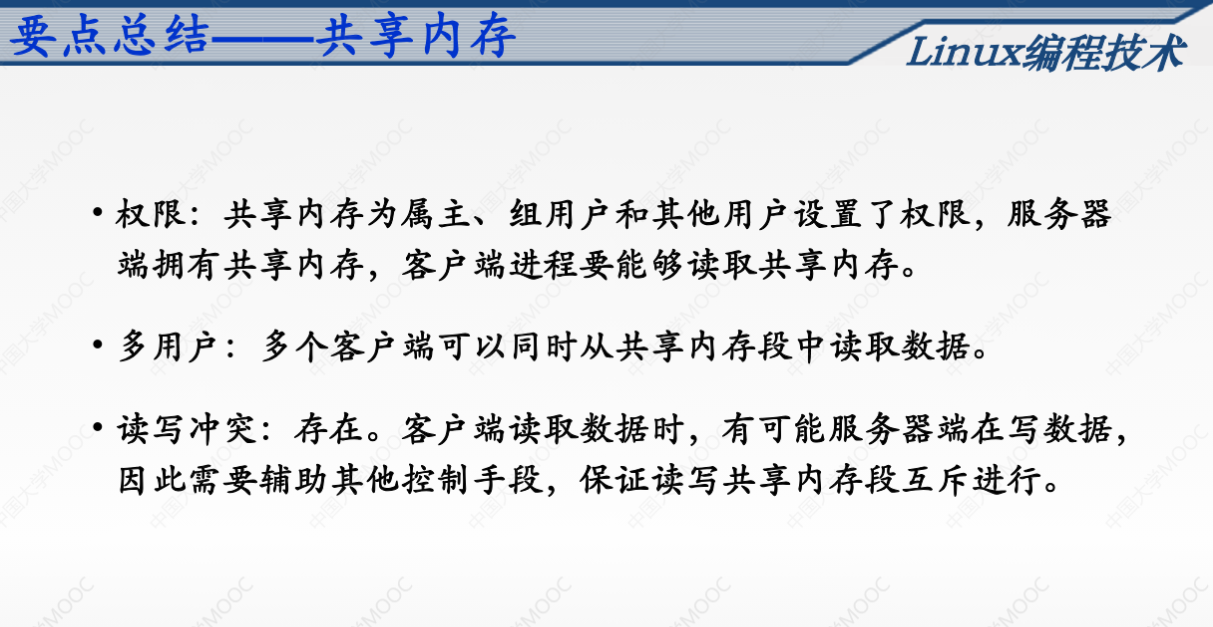 要点总结——共享内存
Linux编程技术
• 权限：共享内存为属主、组用户和其他用户设置了权限，服务器
端拥有共享内存，客户端进程要能够读取共享内存。
• 多用户：多个客户端可以同时从共享内存段中读取数据。
• 读写冲突：存在。客户端读取数据时，有可能服务器端在写数据，
因此需要辅助其他控制手段，保证读写共享内存段互斥进行。
中国大学MOOC